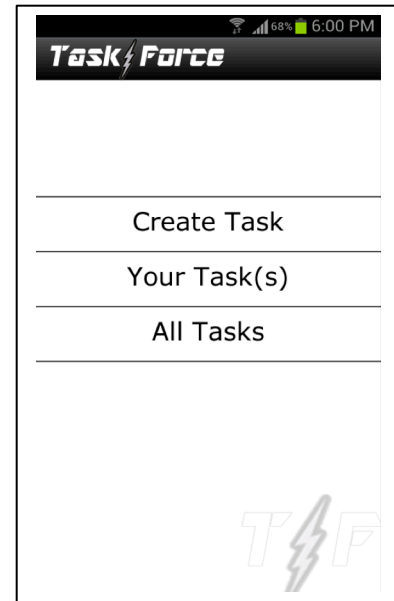 68% 6:00 PM
Task Force
Create Task
Your Task(s)
All Tasks
T F